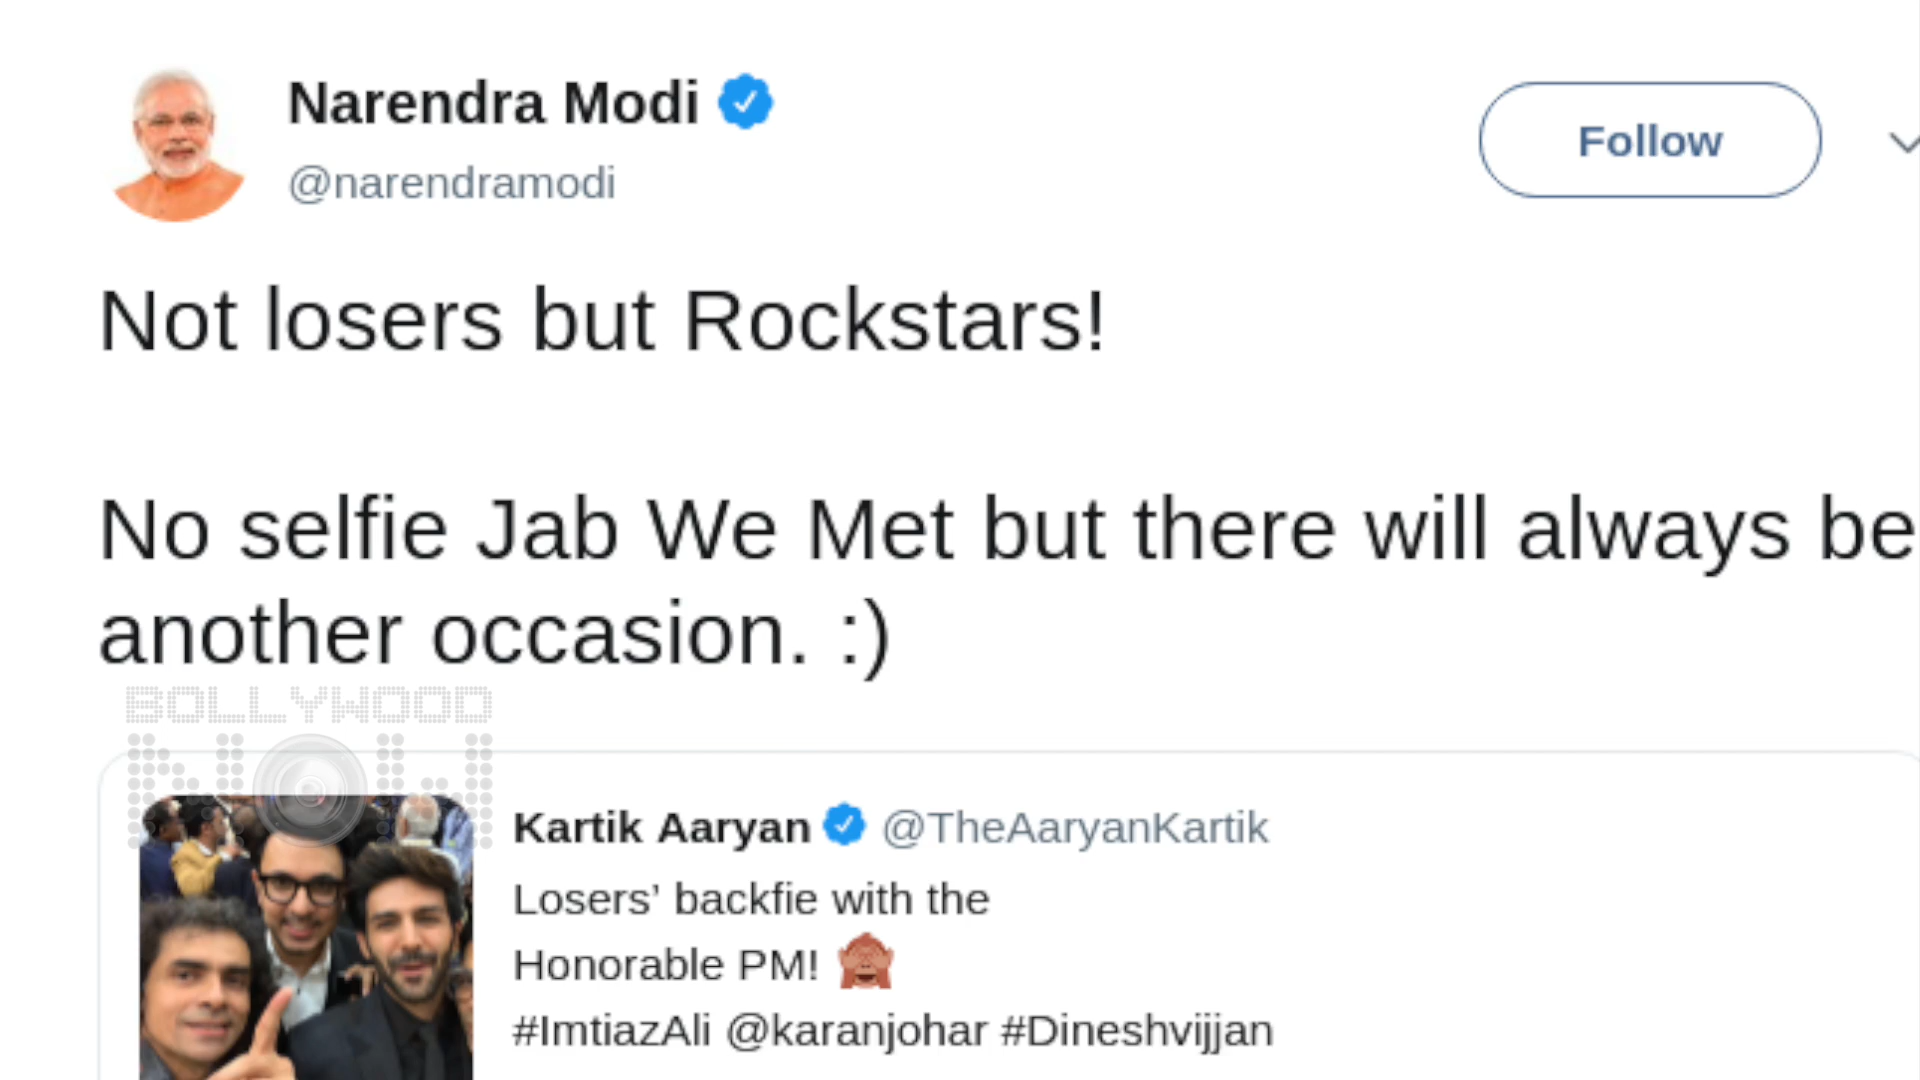 Narendra Modi
@narendramodi
Follow
Not losers but Rockstars!
No selfie Jab We Met but there will always be
another occasion. :)
BOLLYWOOD
NOW
Kartik Aaryan @TheAaryanKartik
Losers’ backfie with the
Honorable PM! 🙈
#ImtiazAli @karanjohar #Dineshvijjan